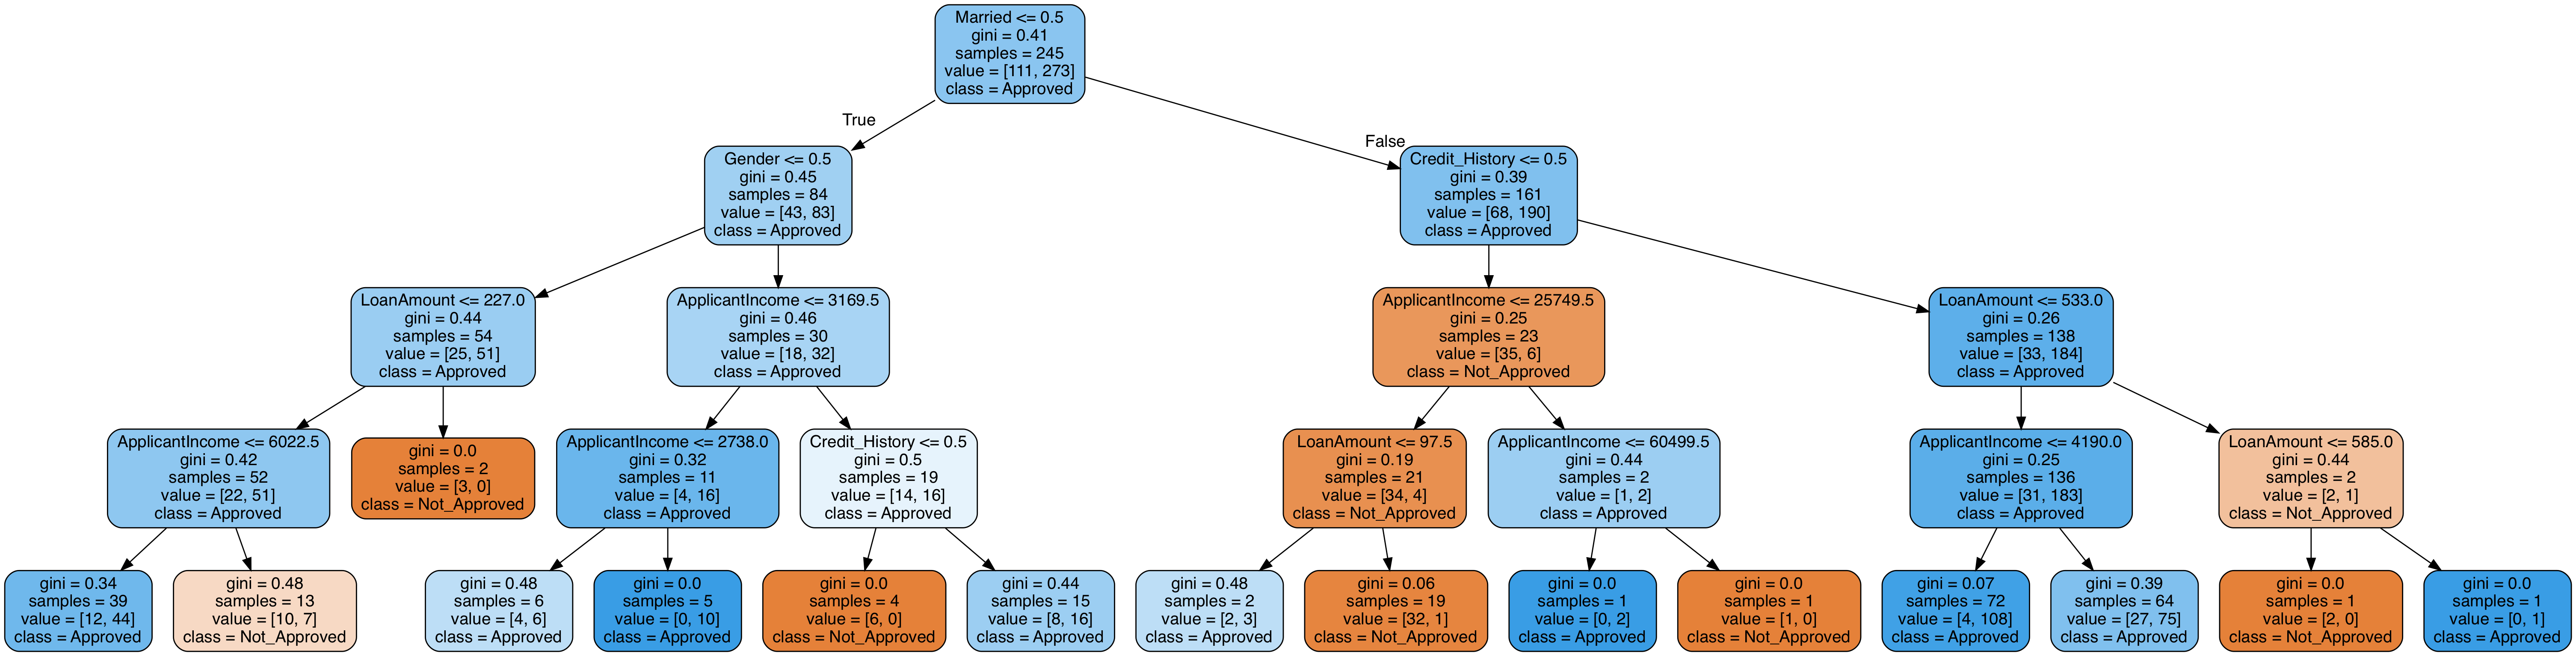 Married <= 0.5
gini = 0.41
samples = 245
value = [111, 273]
class = Approved
True
False
Gender <= 0.5
gini = 0.45
samples = 84
value = [43, 83]
class = Approved
Credit_History <= 0.5
gini = 0.39
samples = 161
value = [68, 190]
class = Approved
LoanAmount <= 227.0
gini = 0.44
samples = 54
value = [25, 51]
class = Approved
ApplicantIncome <= 3169.5
gini = 0.46
samples = 30
value = [18, 32]
class = Approved
ApplicantIncome <= 25749.5
gini = 0.25
samples = 23
value = [35, 6]
class = Not_Approved
LoanAmount <= 533.0
gini = 0.26
samples = 138
value = [33, 184]
class = Approved
ApplicantIncome <= 6022.5
gini = 0.42
samples = 52
value = [22, 51]
class = Approved
gini = 0.0
samples = 2
value = [3, 0]
class = Not_Approved
ApplicantIncome <= 2738.0
gini = 0.32
samples = 11
value = [4, 16]
class = Approved
Credit_History <= 0.5
gini = 0.5
samples = 19
value = [14, 16]
class = Approved
LoanAmount <= 97.5
gini = 0.19
samples = 21
value = [34, 4]
class = Not_Approved
ApplicantIncome <= 60499.5
gini = 0.44
samples = 2
value = [1, 2]
class = Approved
ApplicantIncome <= 4190.0
gini = 0.25
samples = 136
value = [31, 183]
class = Approved
LoanAmount <= 585.0
gini = 0.44
samples = 2
value = [2, 1]
class = Not_Approved
gini = 0.34
samples = 39
value = [12, 44]
class = Approved
gini = 0.48
samples = 13
value = [10, 7]
class = Not_Approved
gini = 0.48
samples = 6
value = [4, 6]
class = Approved
gini = 0.0
samples = 5
value = [0, 10]
class = Approved
gini = 0.0
samples = 4
value = [6, 0]
class = Not_Approved
gini = 0.44
samples = 15
value = [8, 16]
class = Approved
gini = 0.48
samples = 2
value = [2, 3]
class = Approved
gini = 0.06
samples = 19
value = [32, 1]
class = Not_Approved
gini = 0.0
samples = 1
value = [0, 2]
class = Approved
gini = 0.0
samples = 1
value = [1, 0]
class = Not_Approved
gini = 0.07
samples = 72
value = [4, 108]
class = Approved
gini = 0.39
samples = 64
value = [27, 75]
class = Approved
gini = 0.0
samples = 1
value = [2, 0]
class = Not_Approved
gini = 0.0
samples = 1
value = [0, 1]
class = Approved